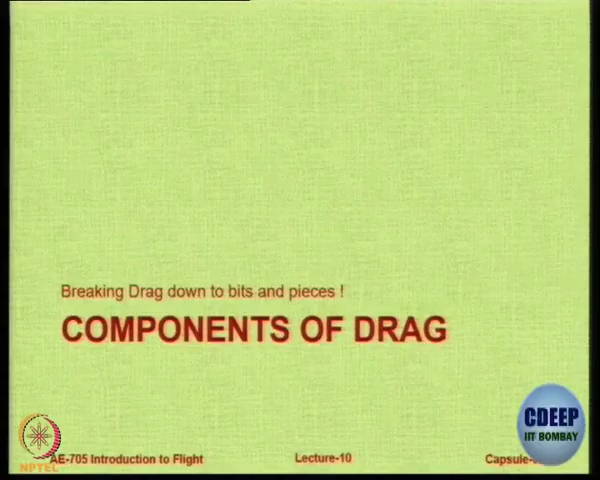 Breaking Drag down to bits and pieces !
COMPONENTS OF DRAG
CDEEP
IIT BOMBAY
NPTEL
AE-705 Introduction to Flight
Lecture-10